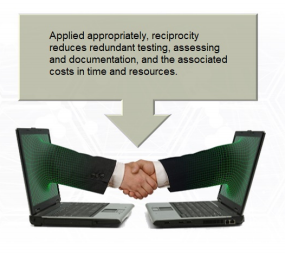 Applied appropriately, reciprocity
reduces redundant testing, assessing
and documentation, and the associated
costs in time and resources.